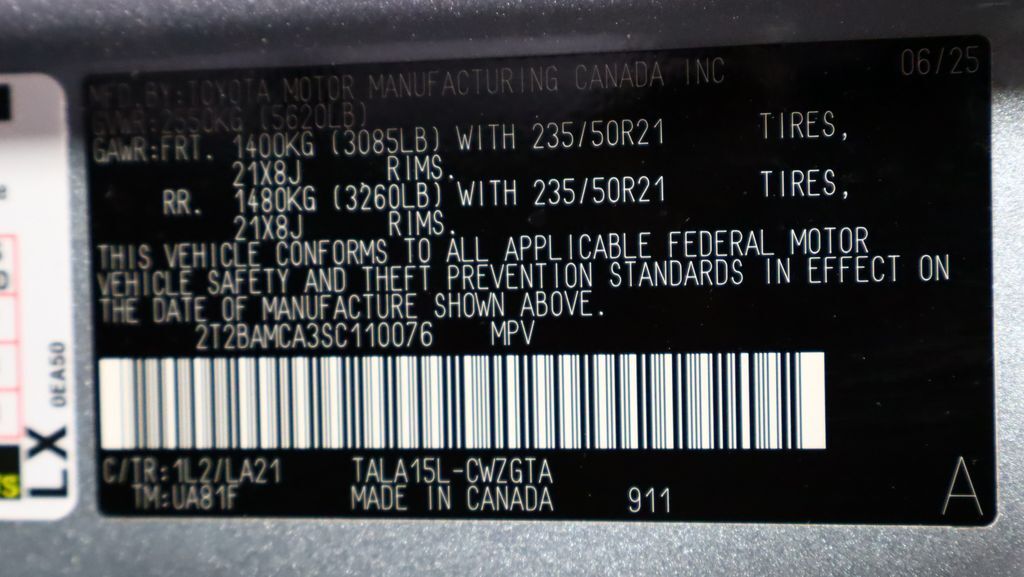 MFD.BY:TOYOTA MOTOR MANUFACTURING CANADA INC 06/25
GVWR:2550KG (5620LB)
GAWR:FRT. 1400KG (3085LB) WITH 235/50R21 TIRES,
21X8J RIMS.
RR. 1480KG (3260LB) WITH 235/50R21 TIRES,
21X8J RIMS.
THIS VEHICLE CONFORMS TO ALL APPLICABLE FEDERAL MOTOR
VEHICLE SAFETY AND THEFT PREVENTION STANDARDS IN EFFECT ON
THE DATE OF MANUFACTURE SHOWN ABOVE.
2T2BAMCA3SC110076 MPV
C/TR:1L2/LA21 TALA15L-CWZGTA
TM:UA81F MADE IN CANADA 911 A
LX 0EA50